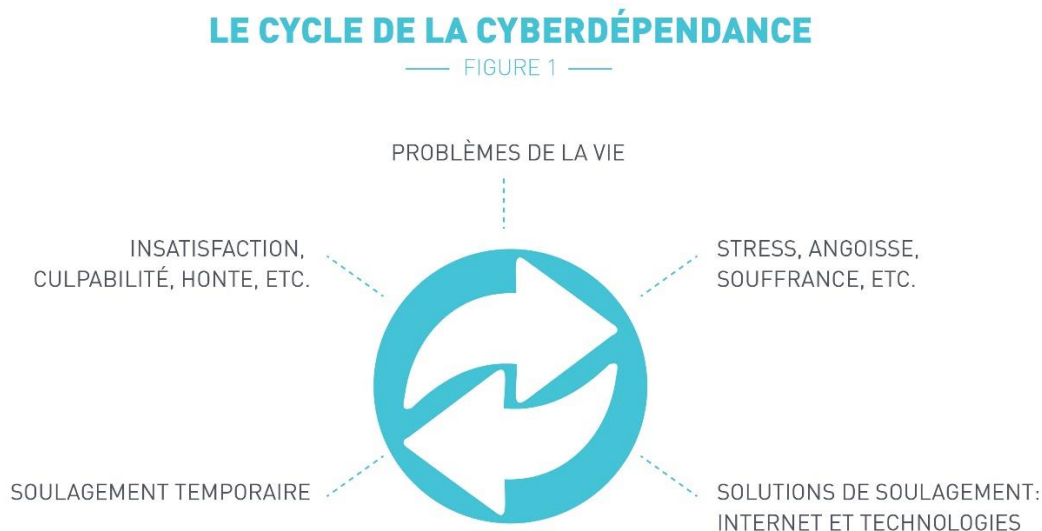 LE CYCLE DE LA CYBERDÉPENDANCE
FIGURE 1
PROBLÈMES DE LA VIE
INSATISFACTION,
CULPABILITÉ, HONTE, ETC.
STRESS, ANGOISSE,
SOUFFRANCE, ETC.
SOULAGEMENT TEMPORAIRE
SOLUTIONS DE SOULAGEMENT:
INTERNET ET TECHNOLOGIES